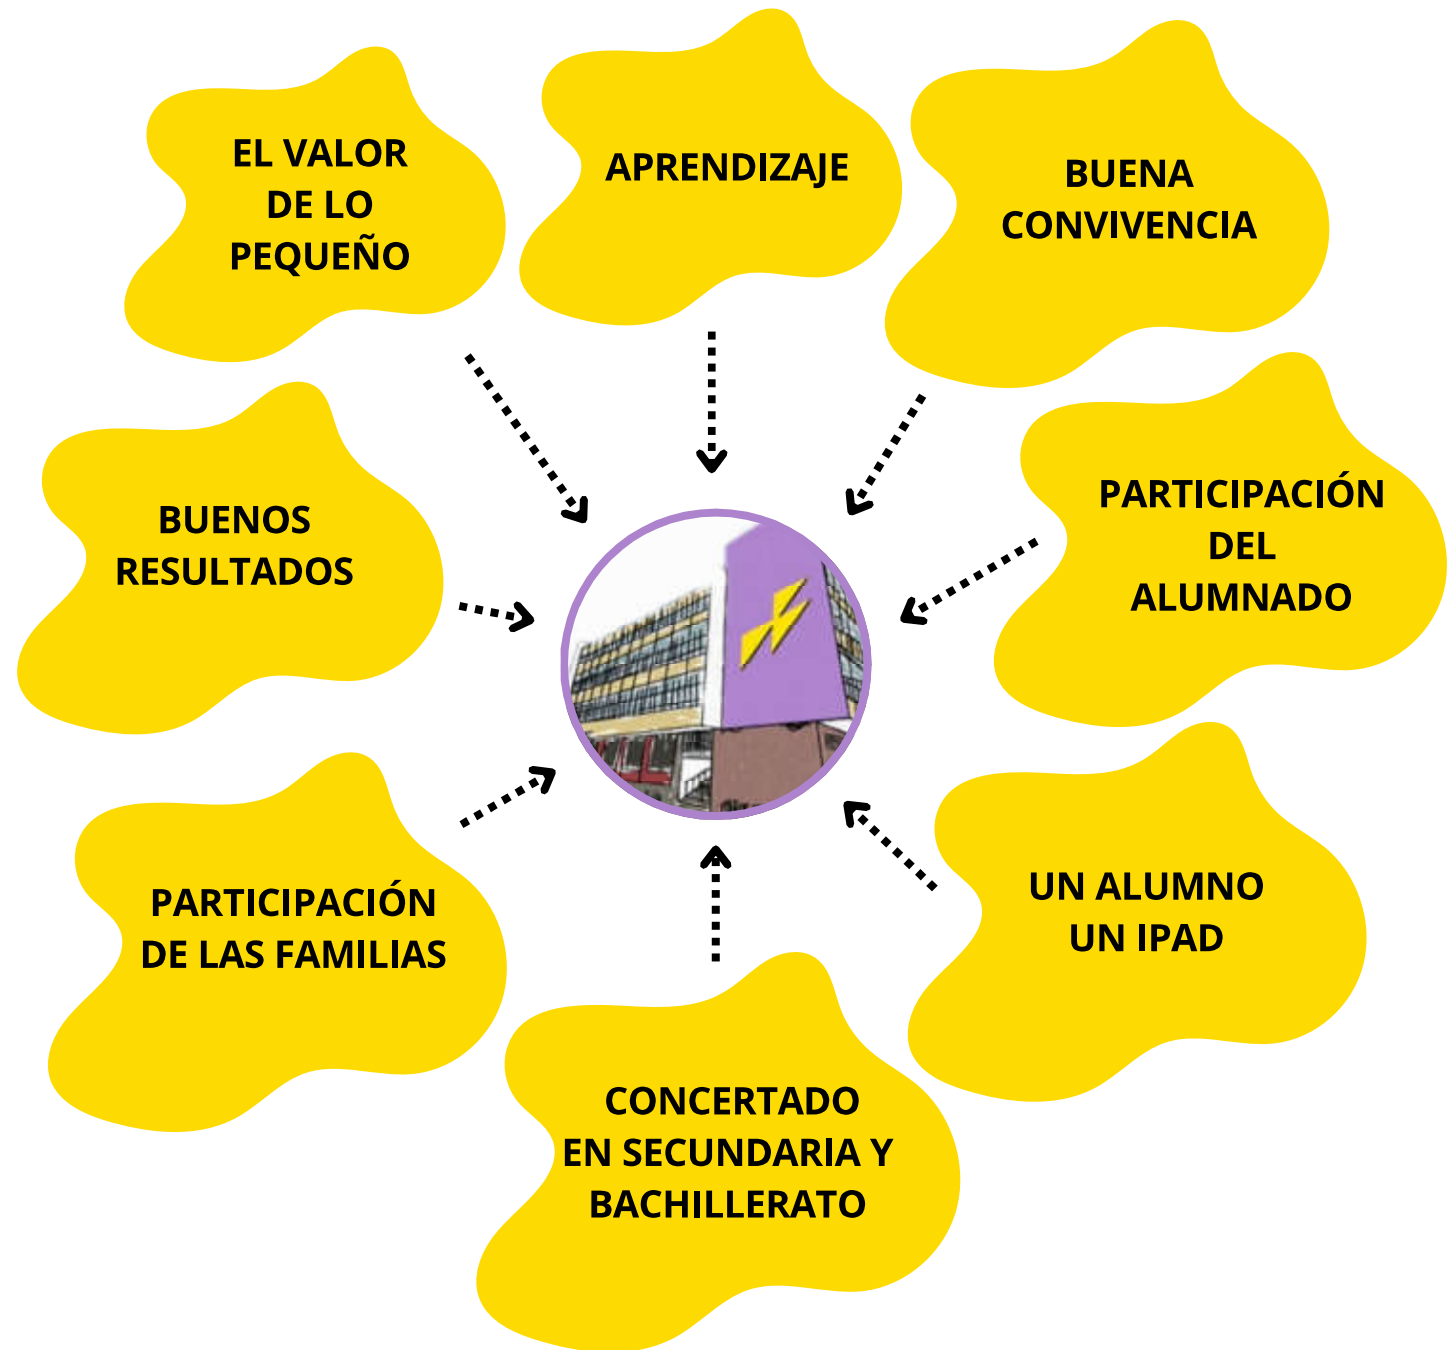 EL VALOR
DE LO
PEQUEÑO
APRENDIZAJE
BUENA
CONVIVENCIA
BUENOS
RESULTADOS
PARTICIPACIÓN
DEL
ALUMNADO
PARTICIPACIÓN
DE LAS FAMILIAS
UN ALUMNO
UN IPAD
CONCERTADO
EN SECUNDARIA Y
BACHILLERATO